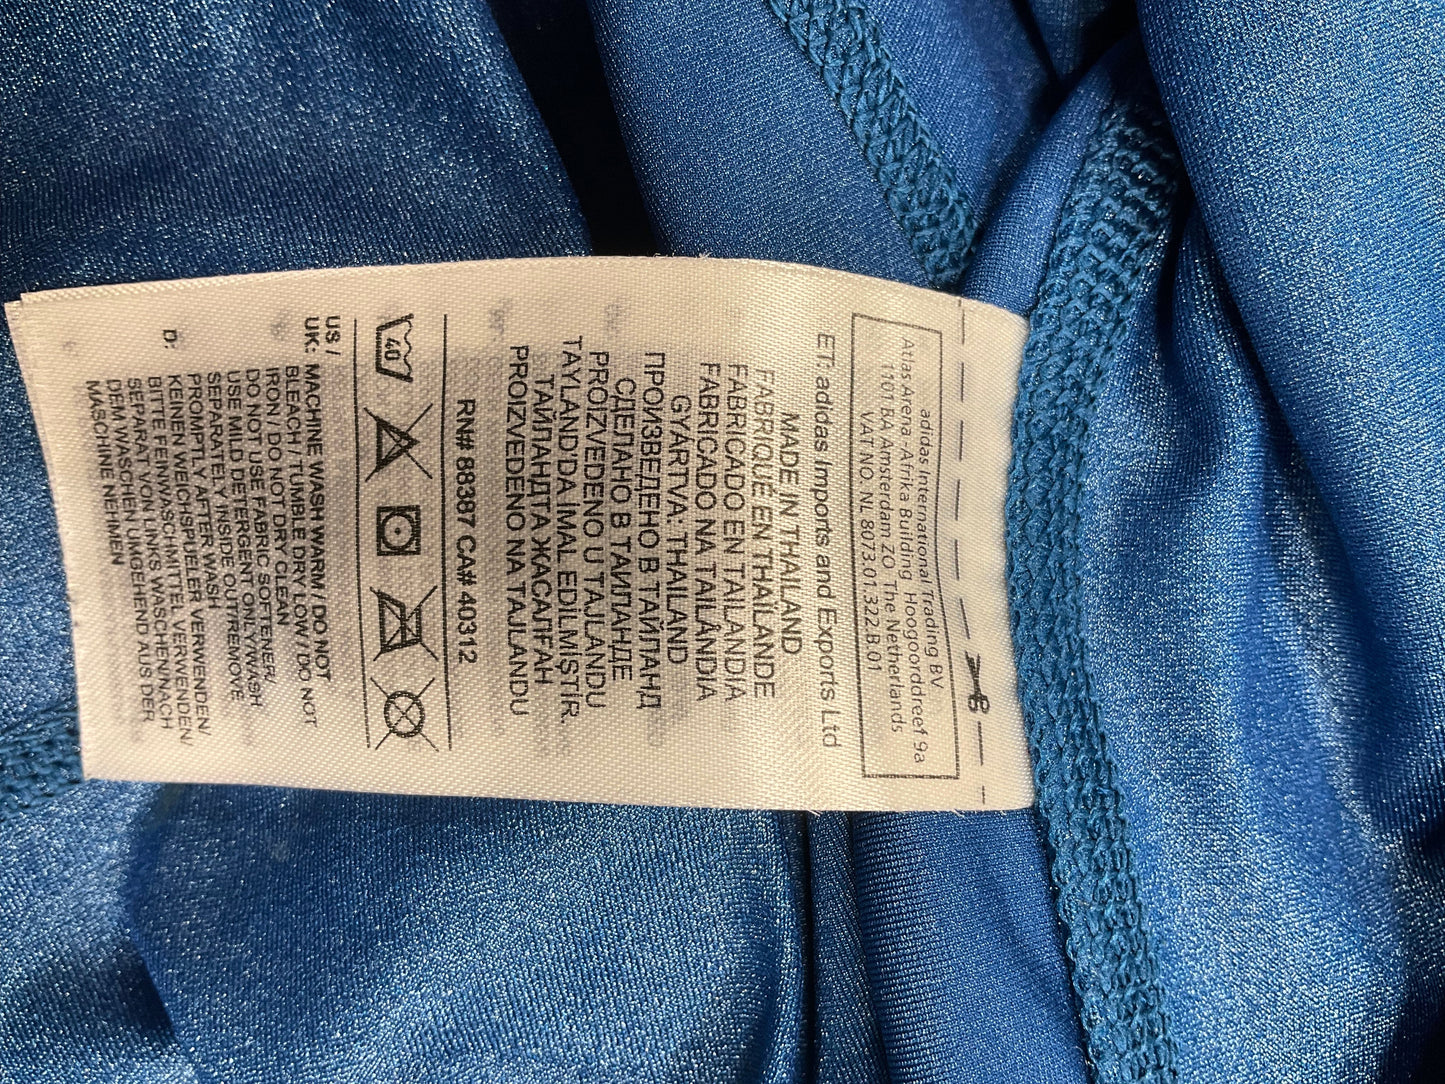 adidas International Trading BV
Atlas Arena Afrika Building Hoogoorddreef 9a
1101 BA Amsterdam ZO The Netherlands
VAT NO. NL 8073.01.322.B.01
ET: adidas Imports and Exports Ltd
MADE IN THAILAND
FABRIQUÉ EN THAÏLANDE
FABRICADO EN TAILANDIA
FABRICADO NA TAILÂNDIA
GYÁRTVA: THAILAND
ПРОИЗВЕДЕНО В ТАЙЛАНД
СДЕЛАНО В ТАИЛАНДЕ
PROIZVEDENO U TAJLANDU
TAYLAND'DA İMAL EDİLMİŞTİR.
ТАЙЛАНДТА ЖАСАЛҒАН
PROIZVEDENO NA TAJLANDU
RN# 88387 CA# 40312
40
US /
UK: MACHINE WASH WARM / DO NOT
BLEACH / TUMBLE DRY LOW / DO NOT
IRON / DO NOT DRY CLEAN
DO NOT USE FABRIC SOFTENER/
USE MILD DETERGENT ONLY/WASH
SEPARATELY INSIDE OUT/REMOVE
PROMPTLY AFTER WASH
D: KEINEN WEICHSPÜLER VERWENDEN/
BITTE FEINWASCHMITTEL VERWENDEN/
SEPARAT VON LINKS WASCHEN/NACH
DEM WASCHEN UMGEHEND AUS DER
MASCHINE NEHMEN